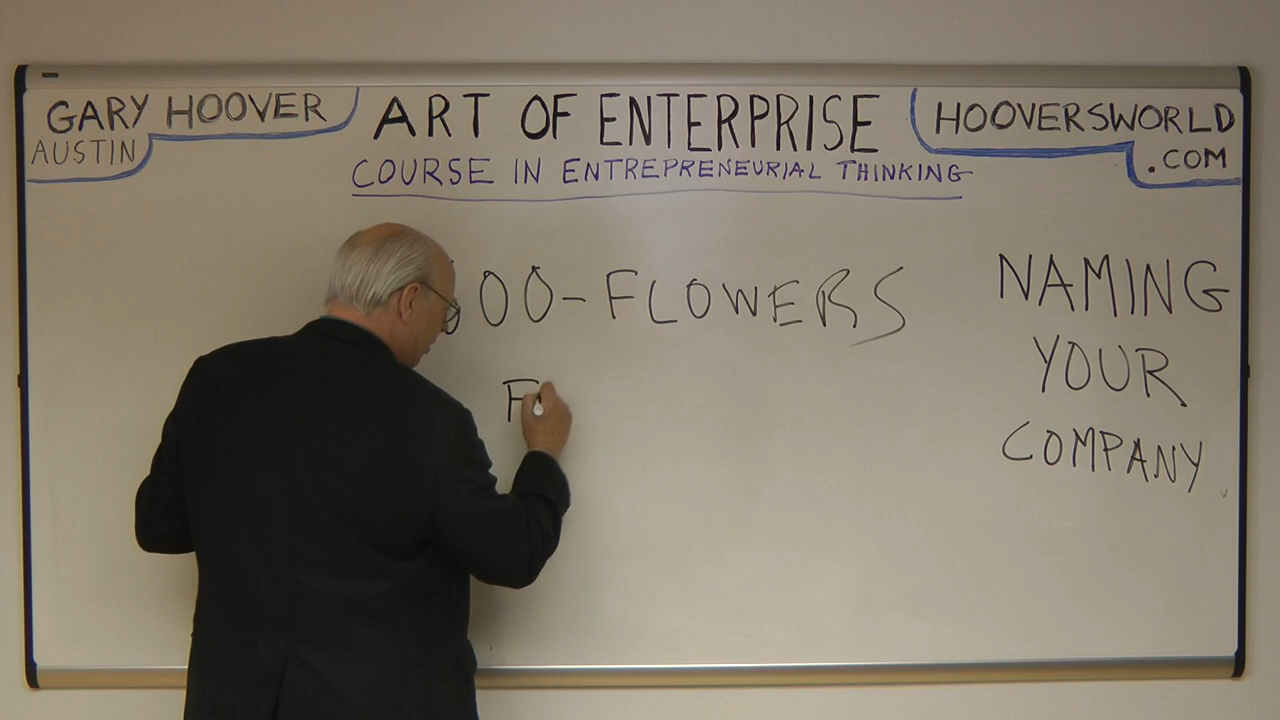 GARY HOOVER
AUSTIN
ART OF ENTERPRISE
COURSE IN ENTREPRENEURIAL THINKING
HOOVERSWORLD
.COM
00-FLOWERS
F
NAMING
YOUR
COMPANY